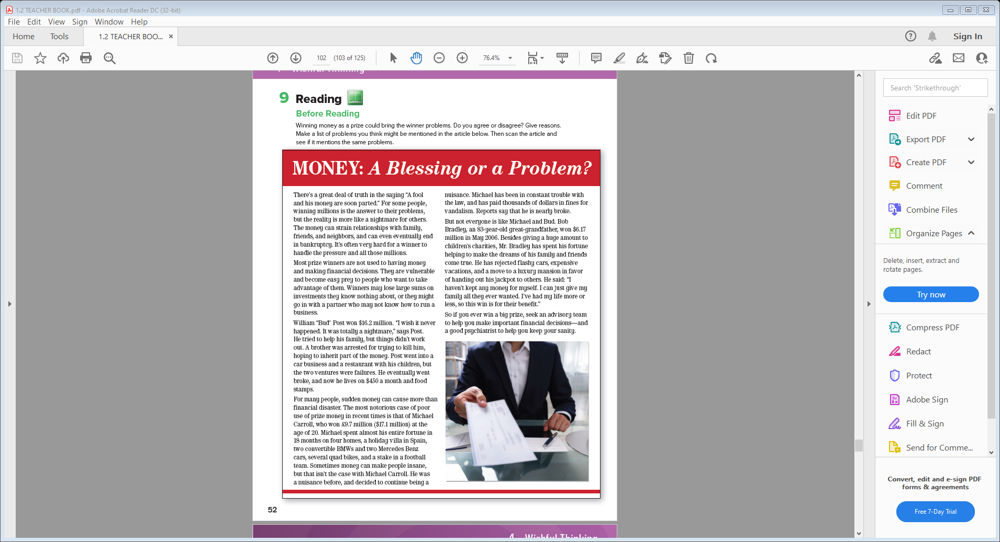 1.2 TEACHER BOOK.pdf - Adobe Acrobat Reader DC (32-bit)
File Edit View Sign Window Help
Home Tools 1.2 TEACHER BOO... ×
Sign In
102 (103 of 125) 76.4%
Wishful Thinking
9 Reading
Before Reading
Winning money as a prize could bring the winner problems. Do you agree or disagree? Give reasons.
Make a list of problems you think might be mentioned in the article below. Then scan the article and
see if it mentions the same problems.
MONEY: A Blessing or a Problem?
There's a great deal of truth in the saying “A fool
and his money are soon parted.” For some people,
winning millions is the answer to their problems,
but the reality is more like a nightmare for others.
The money can strain relationships with family,
friends, and neighbors, and can even eventually end
in bankruptcy. It's often very hard for a winner to
handle the pressure and all those millions.
Most prize winners are not used to having money
and making financial decisions. They are vulnerable
and become easy prey to people who want to take
advantage of them. Winners may lose large sums on
investments they know nothing about, or they might
go in with a partner who may not know how to run a
business.
William “Bud” Post won $16.2 million. “I wish it never
happened. It was totally a nightmare,” says Post.
He tried to help his family, but things didn't work
out. A brother was arrested for trying to kill him,
hoping to inherit part of the money. Post went into a
car business and a restaurant with his children, but
the two ventures were failures. He eventually went
broke, and now he lives on $450 a month and food
stamps.
For many people, sudden money can cause more than
financial disaster. The most notorious case of poor
use of prize money in recent times is that of Michael
Carroll, who won £9.7 million ($17.1 million) at the
age of 20. Michael spent almost his entire fortune in
18 months on four homes, a holiday villa in Spain,
two convertible BMWs and two Mercedes Benz
cars, several quad bikes, and a stake in a football
team. Sometimes money can make people insane,
but that isn't the case with Michael Carroll. He was
a nuisance before, and decided to continue being a
nuisance. Michael has been in constant trouble with
the law, and has paid thousands of dollars in fines for
vandalism. Reports say that he is nearly broke.
But not everyone is like Michael and Bud. Bob
Bradley, an 83-year-old great-grandfather, won $6.17
million in May 2006. Besides giving a huge amount to
children's charities, Mr. Bradley has spent his fortune
helping to make the dreams of his family and friends
come true. He has rejected flashy cars, expensive
vacations, and a move to a luxury mansion in favor
of handing out his jackpot to others. He said: “I
haven't kept any money for myself. I can just give my
family all they ever wanted. I've had my life more or
less, so this win is for their benefit.”
So if you ever win a big prize, seek an advisory team
to help you make important financial decisions—and
a good psychiatrist to help you keep your sanity.
52
4 Wishful Thinking
Search 'Strikethrough'
Edit PDF
Export PDF
Create PDF
Comment
Combine Files
Organize Pages
Delete, insert, extract and
rotate pages.
Try now
Compress PDF
Redact
Protect
Adobe Sign
Fill & Sign
Send for Comme...
Convert, edit and e-sign PDF
forms & agreements
Free 7-Day Trial